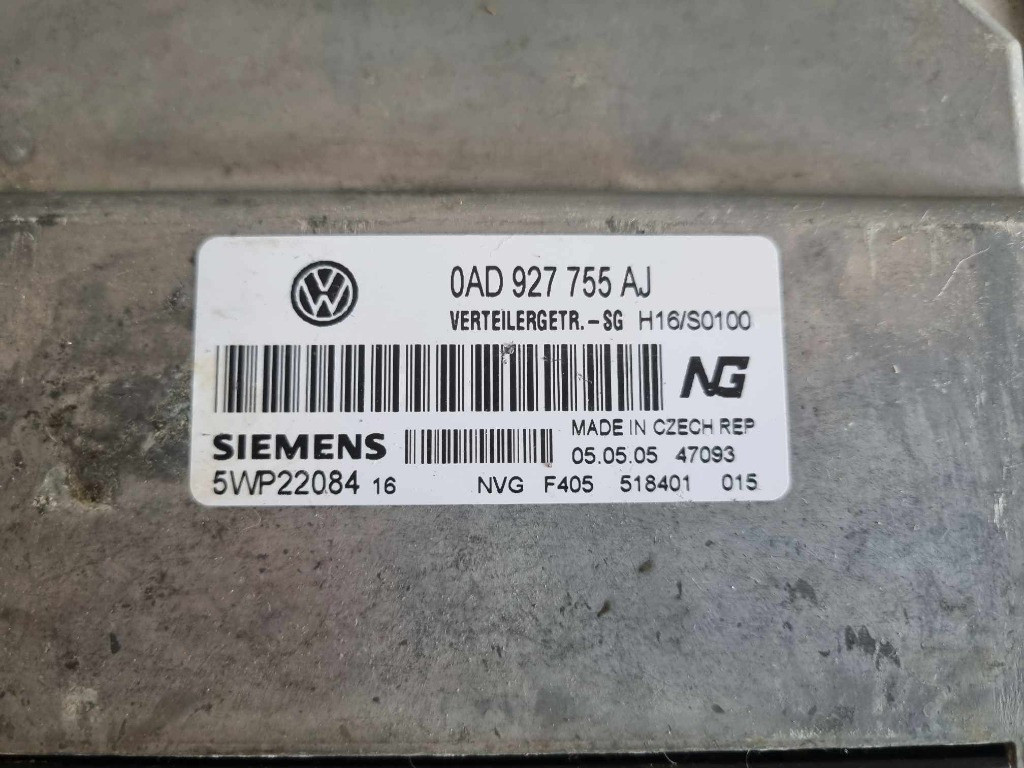 0AD 927 755 AJ
VERTEILERGETR.-SG H16/S0100
NG
SIEMENS
MADE IN CZECH REP
05.05.05 47093
5WP22084 16 NVG F405 518401 015